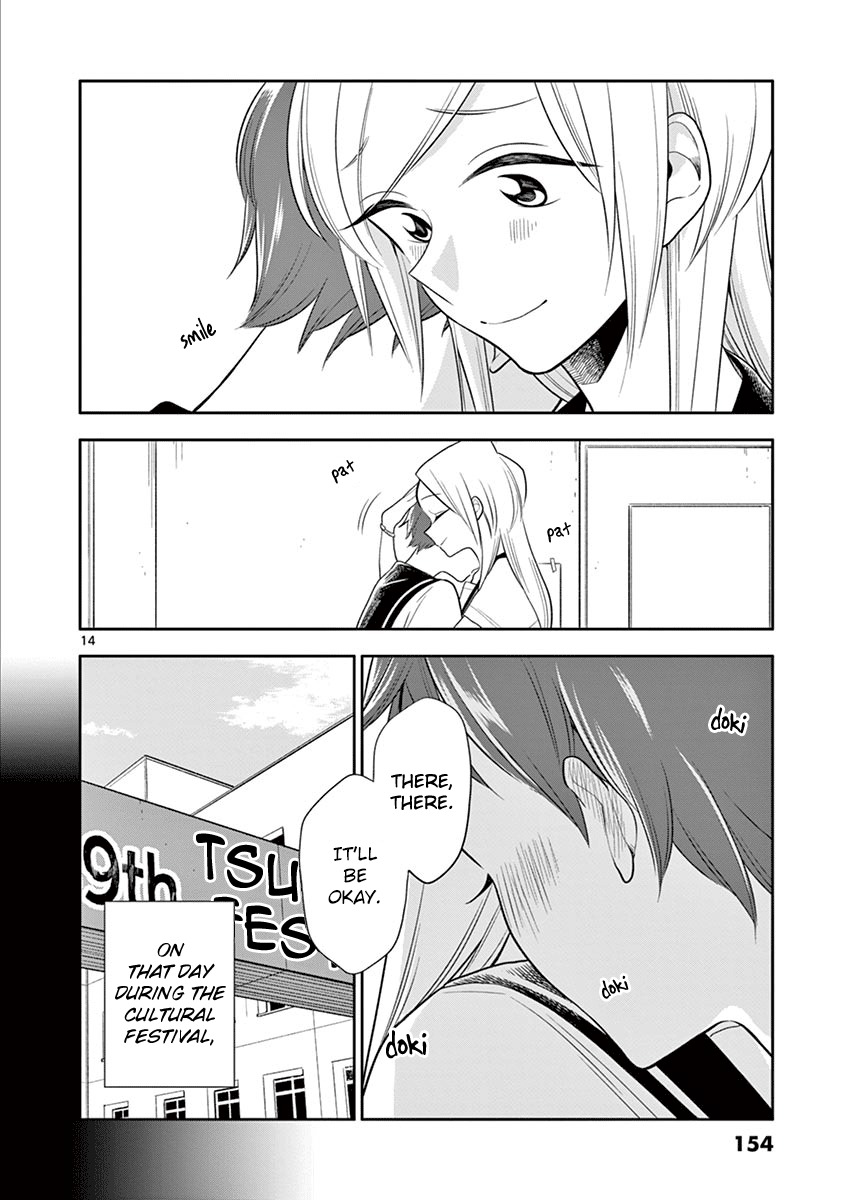 smile
pat
pat
14
doki
THERE,
THERE.
IT'LL
BE
OKAY.
doki
doki
9th TSU
FES
ON
THAT DAY
DURING THE
CULTURAL
FESTIVAL,
154